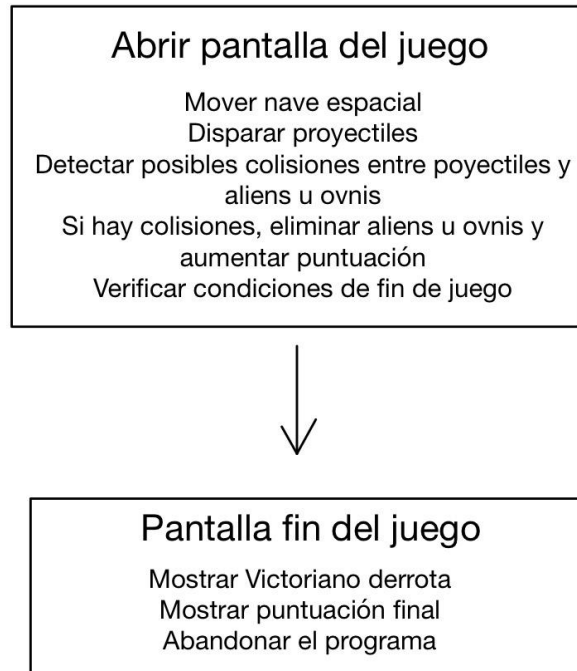 Abrir pantalla del juego
Mover nave espacial
Disparar proyectiles
Detectar posibles colisiones entre poyectiles y
aliens u ovnis
Si hay colisiones, eliminar aliens u ovnis y
aumentar puntuación
Verificar condiciones de fin de juego
Pantalla fin del juego
Mostrar Victoriano derrota
Mostrar puntuación final
Abandonar el programa